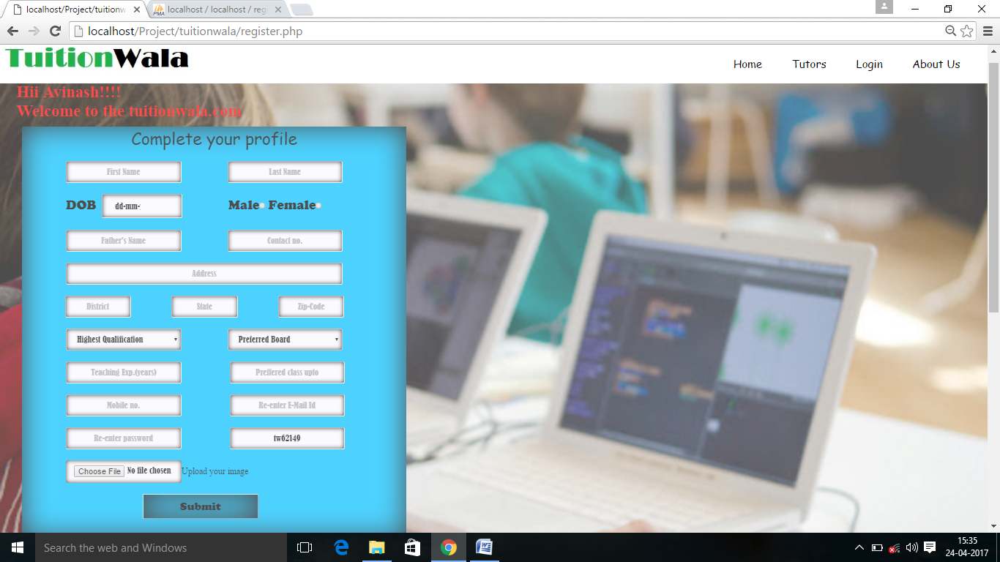 localhost/Project/tuitionw
localhost / localhost / regi
localhost/Project/tuitionwala/register.php
TuitionWala
Home Tutors Login About Us
Hii Avinash!!!!
Welcome to the tuitionwala.com
Complete your profile
First Name Last Name
DOB dd-mm- Male Female
Father's Name Contact no.
Address
District State Zip-Code
Highest Qualification Preferred Board
Teaching Exp.(years) Preffered class upto
Mobile no. Re-enter E-Mail Id
Re-enter password tw62149
Choose File No file chosen Upload your image
Submit
Search the web and Windows
15:35
24-04-2017